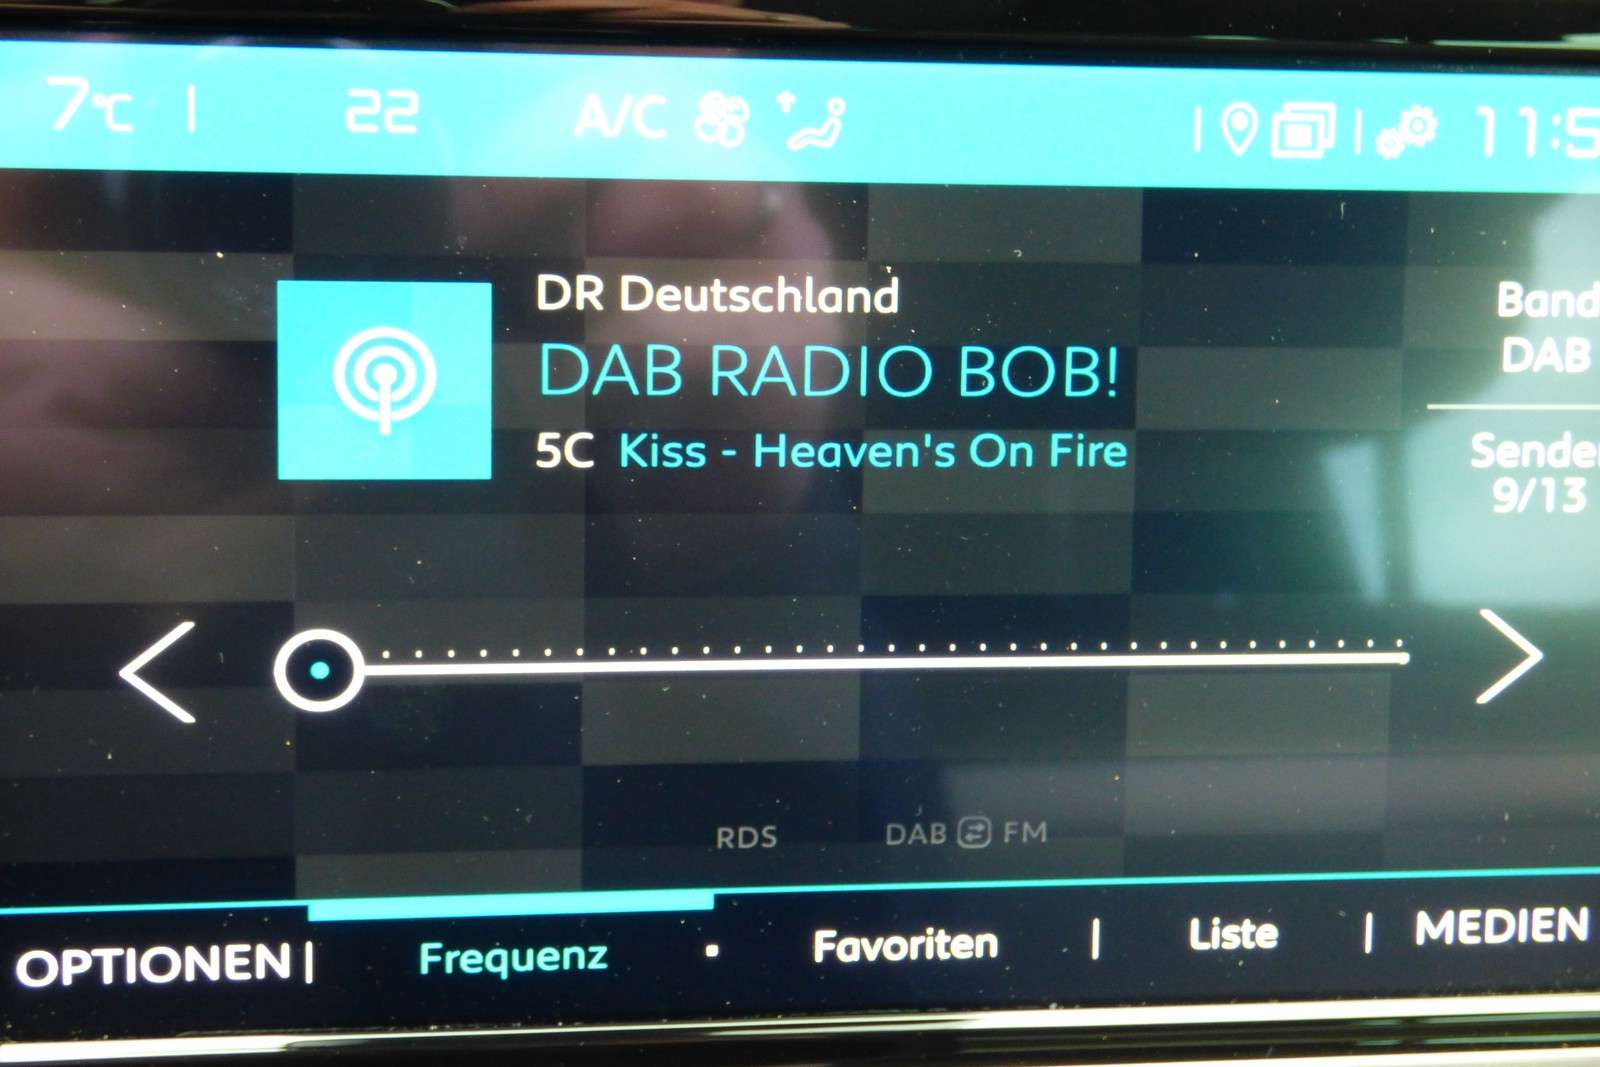 7°C | 22 A/C | | 11:5
DR Deutschland
DAB RADIO BOB!
5C Kiss - Heaven's On Fire
Band
DAB
Sender
9/13
RDS DAB FM
OPTIONEN | Frequenz · Favoriten | Liste | MEDIEN